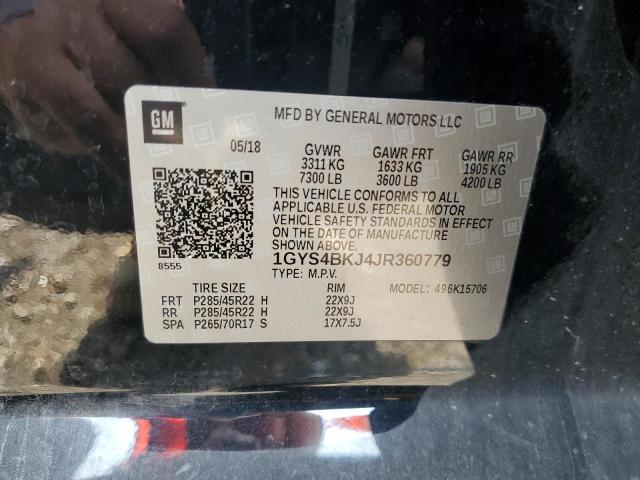 GM
MFD BY GENERAL MOTORS LLC
05/18
GVWR GAWR FRT GAWR RR
3311 KG 1633 KG 1905 KG
7300 LB 3600 LB 4200 LB
THIS VEHICLE CONFORMS TO ALL
APPLICABLE U.S. FEDERAL MOTOR
VEHICLE SAFETY STANDARDS IN EFFECT
ON THE DATE OF MANUFACTURE
SHOWN ABOVE.
8555
1GYS4BKJ4JR360779
TYPE: M.P.V.
TIRE SIZE RIM MODEL: 496K15706
FRT P285/45R22 H 22X9J
RR P285/45R22 H 22X9J
SPA P265/70R17 S 17X7.5J